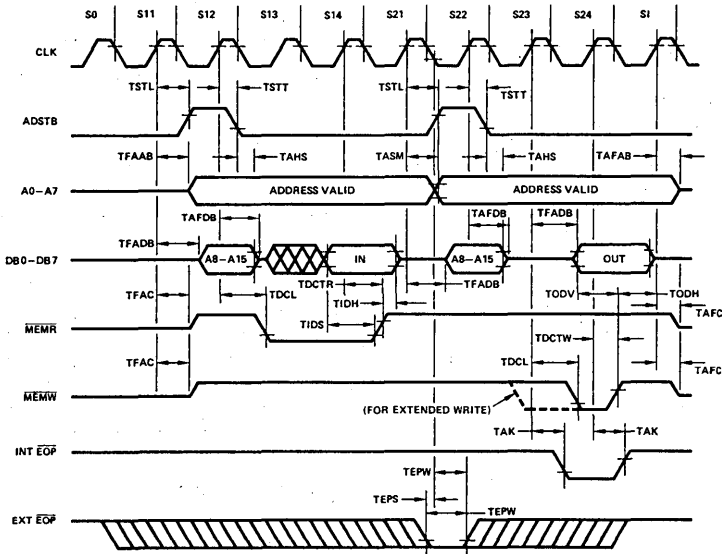 S0 S11 S12 S13 S14 S21 S22 S23 S24 SI
CLK
TSTL TSTT TSTL TSTT
ADSTB
TFAAB TAHS TASM TAHS TAFAB
A0–A7 ADDRESS VALID ADDRESS VALID
TAFDB TAFDB TFADB
TFADB
DB0–DB7 A8–A15 IN A8–A15 OUT
TDCTR
TFAC TDCL TIDH TFADB TODV TODH
TAFC
MEMR TIDS TDCTW
TFAC TDCL TAFC
MEMW
(FOR EXTENDED WRITE)
TAK TAK
INT EOP
TEPW
TEPS TEPW
EXT EOP